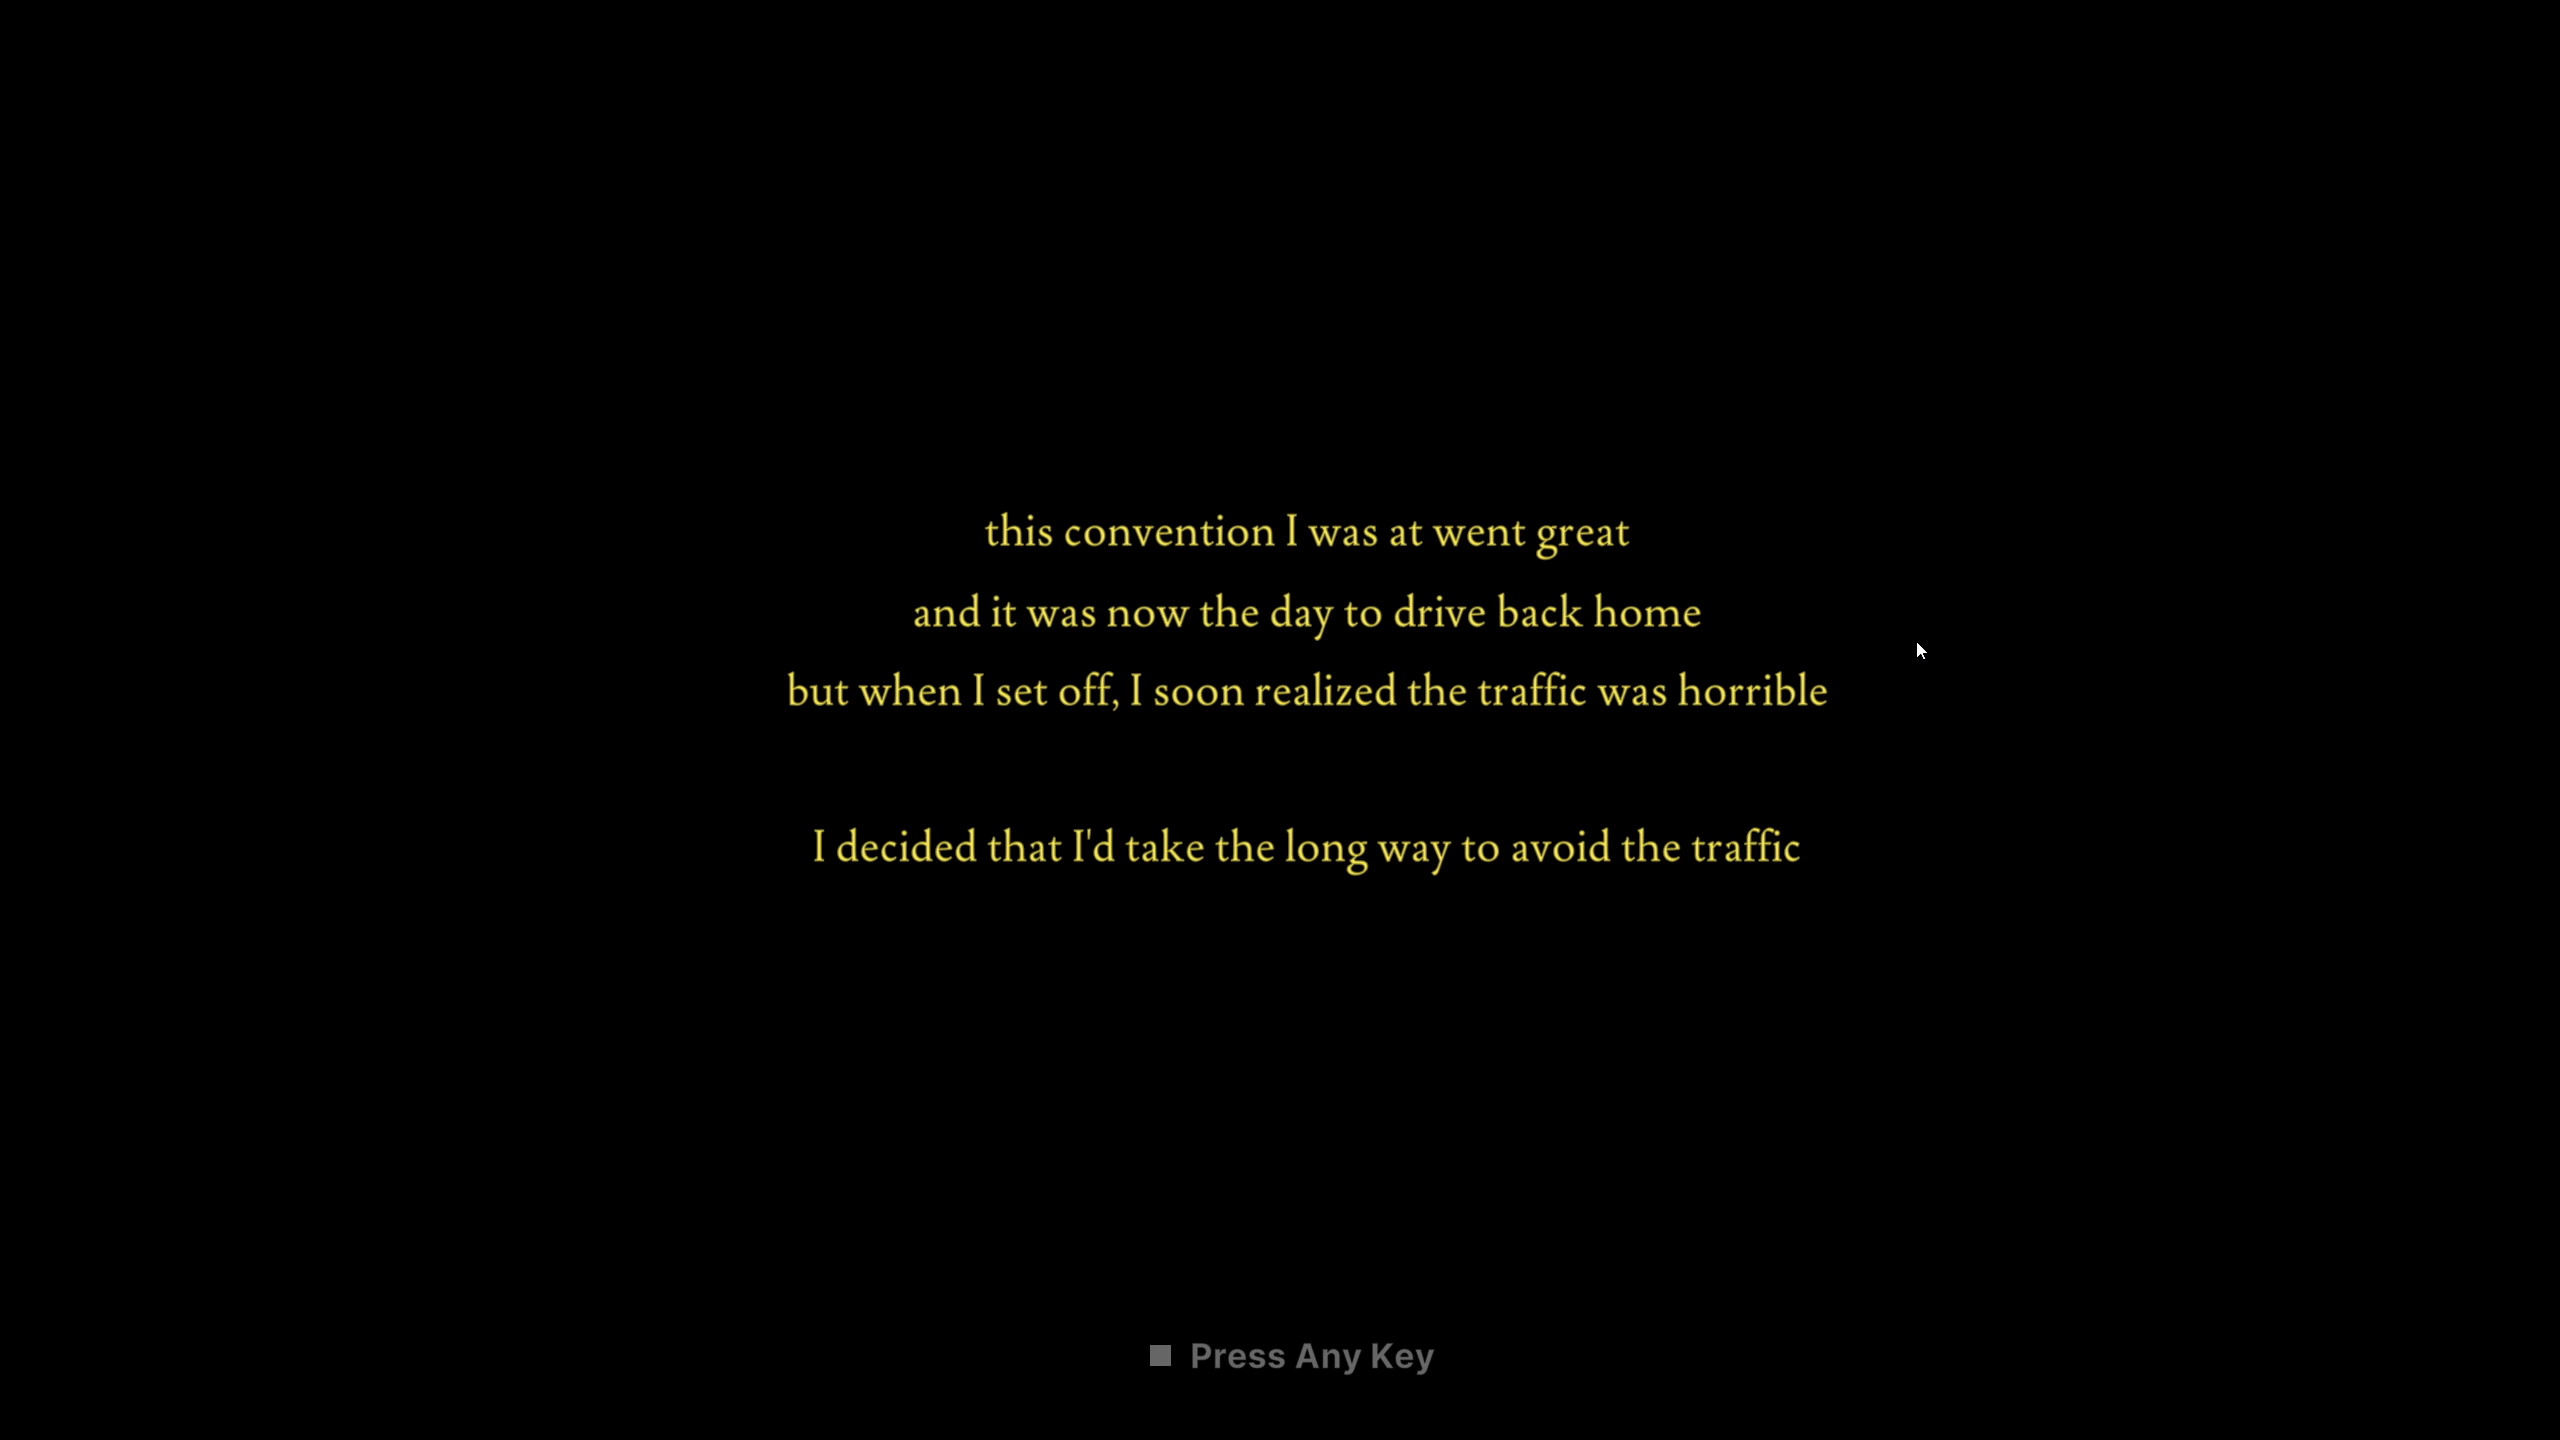 this convention I was at went great
and it was now the day to drive back home
but when I set off, I soon realized the traffic was horrible
I decided that I'd take the long way to avoid the traffic
Press Any Key